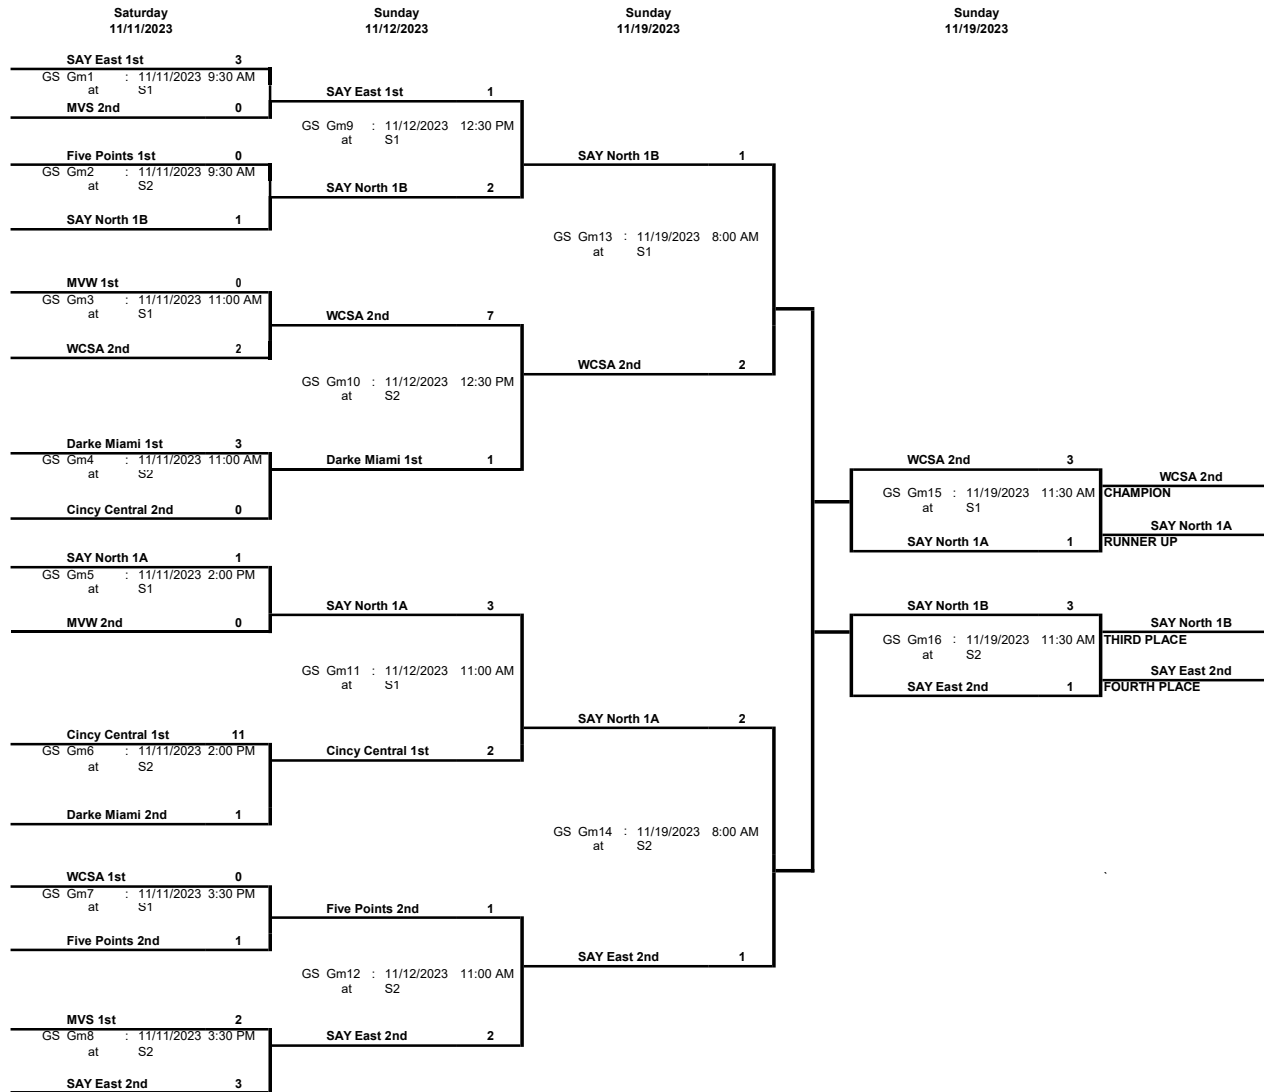 Saturday
11/11/2023
Sunday
11/12/2023
Sunday
11/19/2023
Sunday
11/19/2023
SAY East 1st 3
GS Gm1 : 11/11/2023 9:30 AM
at S1
MVS 2nd 0
Five Points 1st 0
GS Gm2 : 11/11/2023 9:30 AM
at S2
SAY North 1B 1
MVW 1st 0
GS Gm3 : 11/11/2023 11:00 AM
at S1
WCSA 2nd 2
Darke Miami 1st 3
GS Gm4 : 11/11/2023 11:00 AM
at S2
Cincy Central 2nd 0
SAY North 1A 1
GS Gm5 : 11/11/2023 2:00 PM
at S1
MVW 2nd 0
Cincy Central 1st 11
GS Gm6 : 11/11/2023 2:00 PM
at S2
Darke Miami 2nd 1
WCSA 1st 0
GS Gm7 : 11/11/2023 3:30 PM
at S1
Five Points 2nd 1
MVS 1st 2
GS Gm8 : 11/11/2023 3:30 PM
at S2
SAY East 2nd 3
SAY East 1st 1
GS Gm9 : 11/12/2023 12:30 PM
at S1
SAY North 1B 2
WCSA 2nd 7
GS Gm10 : 11/12/2023 12:30 PM
at S2
Darke Miami 1st 1
SAY North 1A 3
GS Gm11 : 11/12/2023 11:00 AM
at S1
Cincy Central 1st 2
Five Points 2nd 1
GS Gm12 : 11/12/2023 11:00 AM
at S2
SAY East 2nd 2
SAY North 1B 1
GS Gm13 : 11/19/2023 8:00 AM
at S1
WCSA 2nd 2
SAY North 1A 2
GS Gm14 : 11/19/2023 8:00 AM
at S2
SAY East 2nd 1
WCSA 2nd 3
GS Gm15 : 11/19/2023 11:30 AM
at S1
SAY North 1A 1
SAY North 1B 3
GS Gm16 : 11/19/2023 11:30 AM
at S2
SAY East 2nd 1
WCSA 2nd
CHAMPION
SAY North 1A
RUNNER UP
SAY North 1B
THIRD PLACE
SAY East 2nd
FOURTH PLACE
`